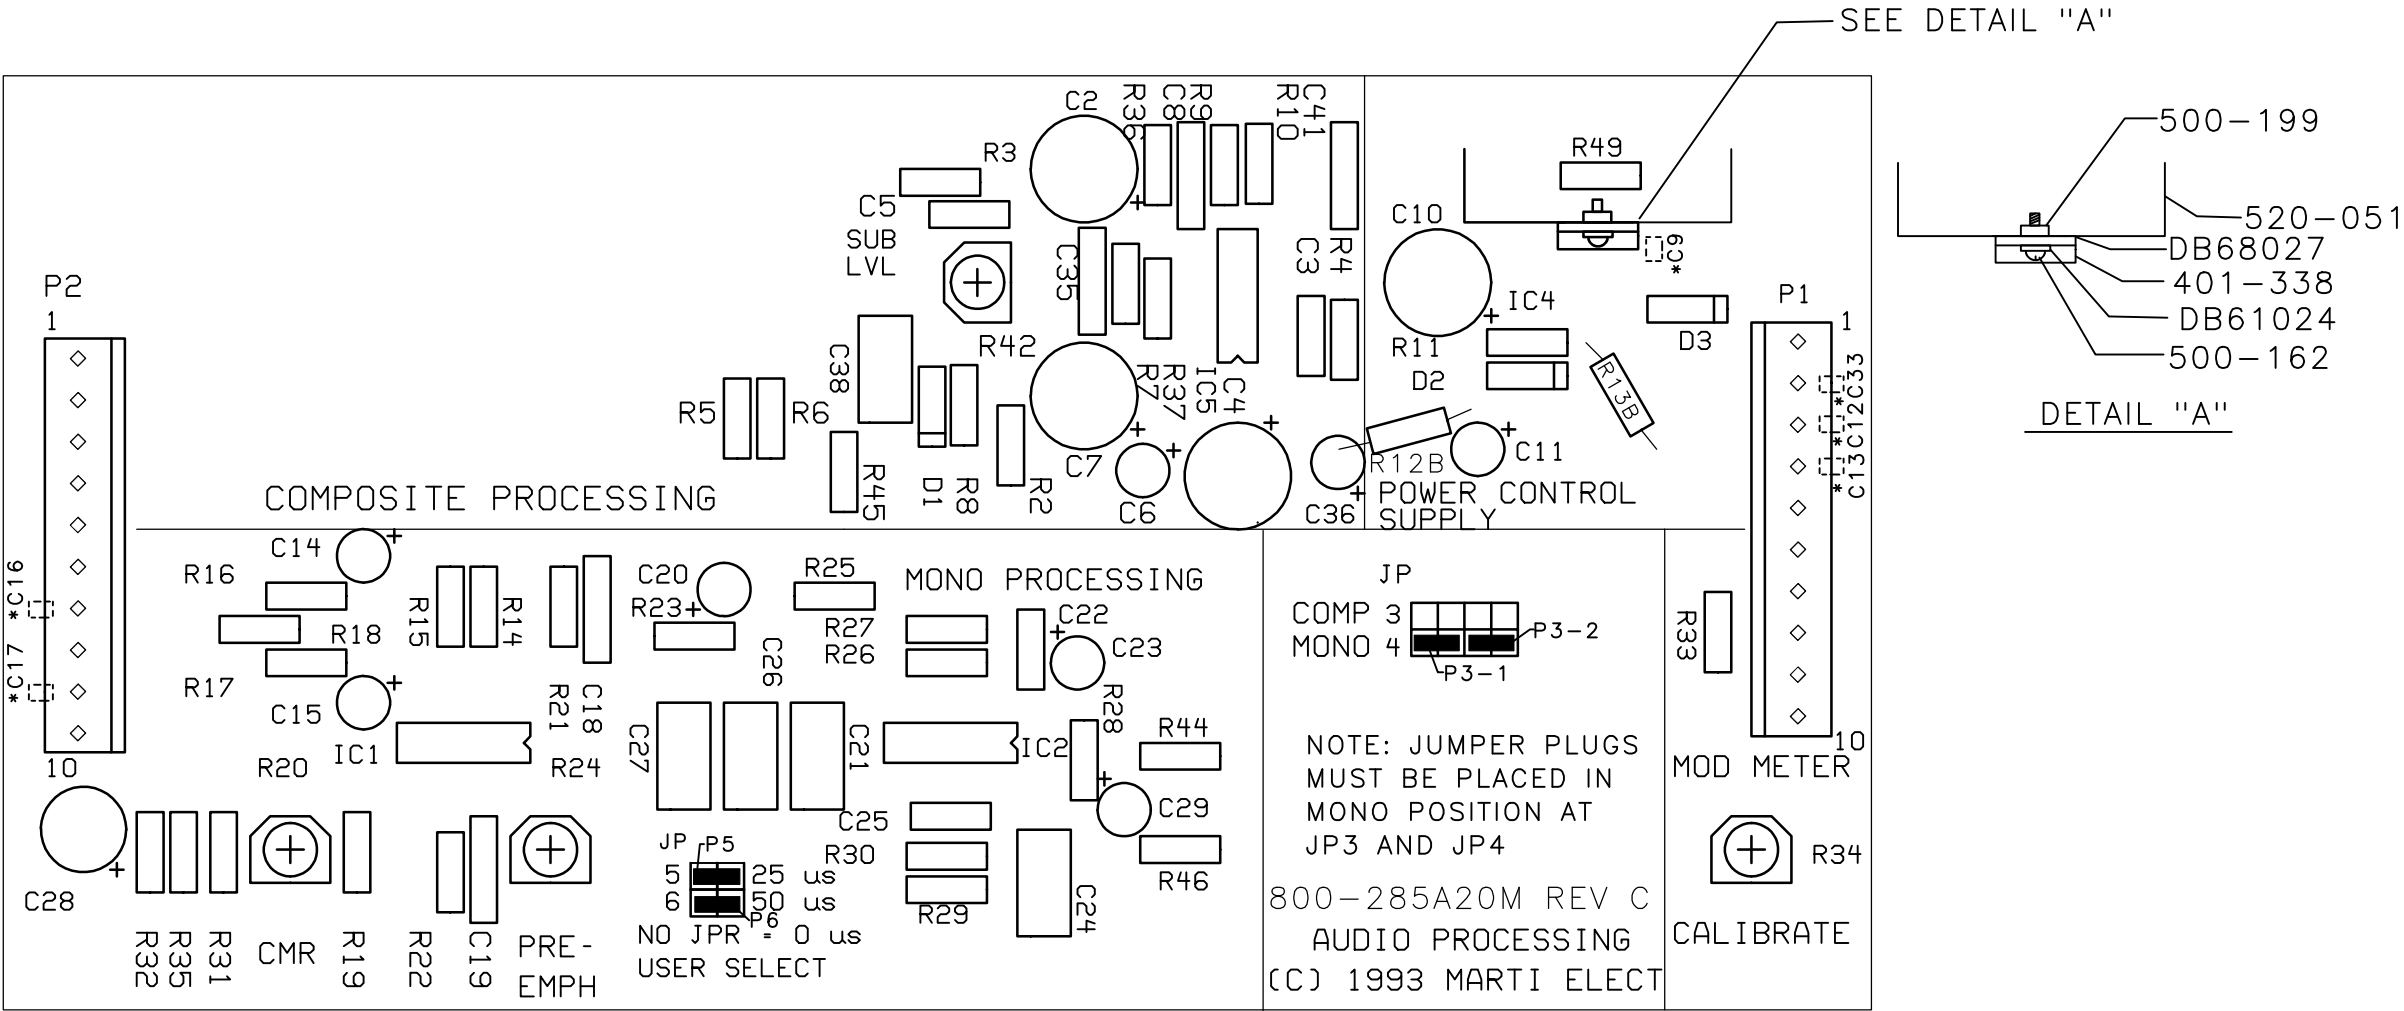 SEE DETAIL "A"
500-199
520-051
DB68027
401-338
DB61024
500-162
DETAIL "A"
C2
R36
C8
R9
R10
C41
R3
C5
SUB
LVL
R42
C35
C3
R4
R49
C10
*C9
IC4
D3
R11
D2
R13B
R12B
C11
P1
1
*C33
*C12
*C13
10
P2
1
10
*C16
*C17
C38
R5
R6
R45
D1
R8
R2
C7
R7
R37
IC5
C4
C6
C36
POWER CONTROL
SUPPLY
COMPOSITE PROCESSING
C14
R16
R18
R17
C15
R15
R14
R21
C18
C20
R23
R25
R27
R26
MONO PROCESSING
C22
C23
R28
C26
C27
C21
IC1
IC2
R20
R24
R44
C29
R46
C25
R30
R29
C24
JP
P5
5
25 us
6
50 us
P6
NO JPR = 0 us
USER SELECT
C28
R32
R35
R31
CMR
R19
R22
C19
PRE-
EMPH
JP
COMP 3
MONO 4
P3-2
P3-1
NOTE: JUMPER PLUGS
MUST BE PLACED IN
MONO POSITION AT
JP3 AND JP4
800-285A20M REV C
AUDIO PROCESSING
(C) 1993 MARTI ELECT
R33
MOD METER
R34
CALIBRATE